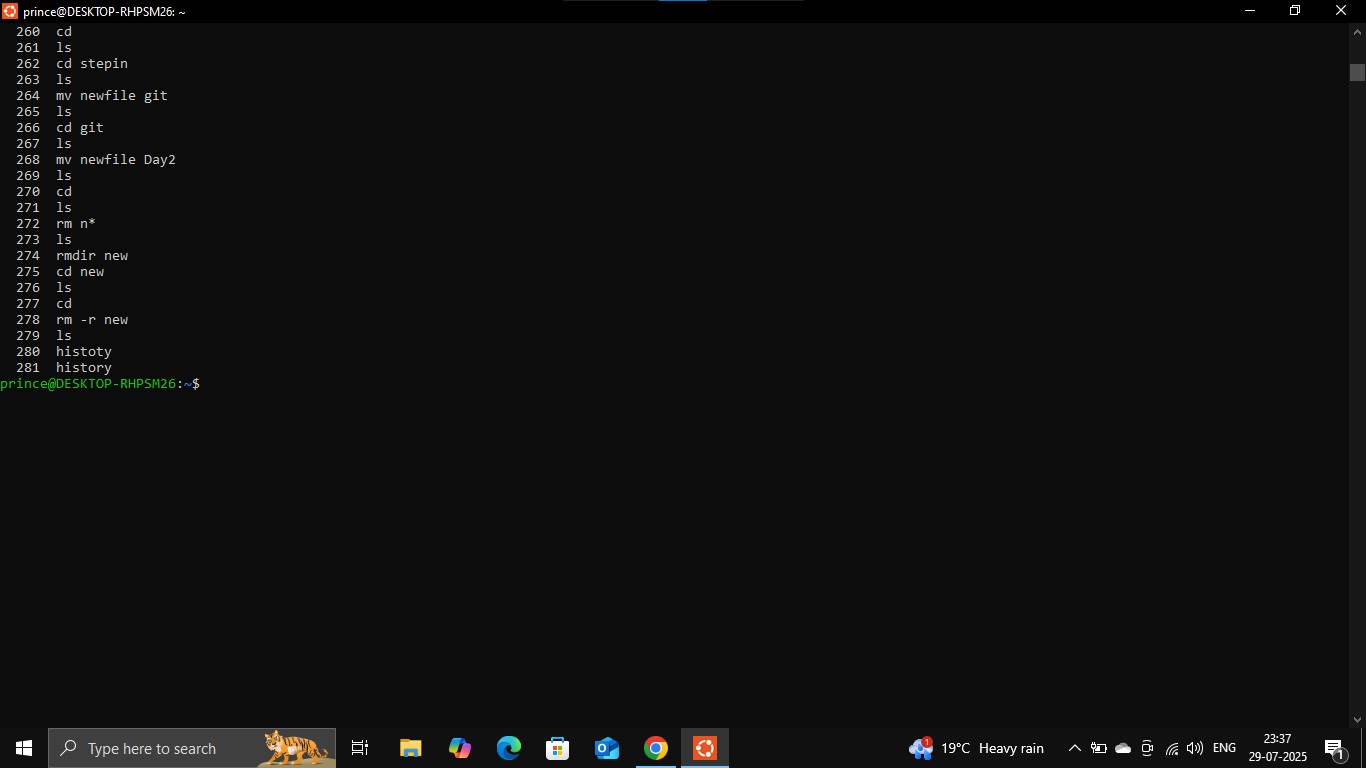 prince@DESKTOP-RHPSM26: ~
260 cd
261 ls
262 cd stepin
263 ls
264 mv newfile git
265 ls
266 cd git
267 ls
268 mv newfile Day2
269 ls
270 cd
271 ls
272 rm n*
273 ls
274 rmdir new
275 cd new
276 ls
277 cd
278 rm -r new
279 ls
280 histoty
281 history
prince@DESKTOP-RHPSM26:~$
Type here to search
1
19°C Heavy rain
ENG
23:37
29-07-2025
1